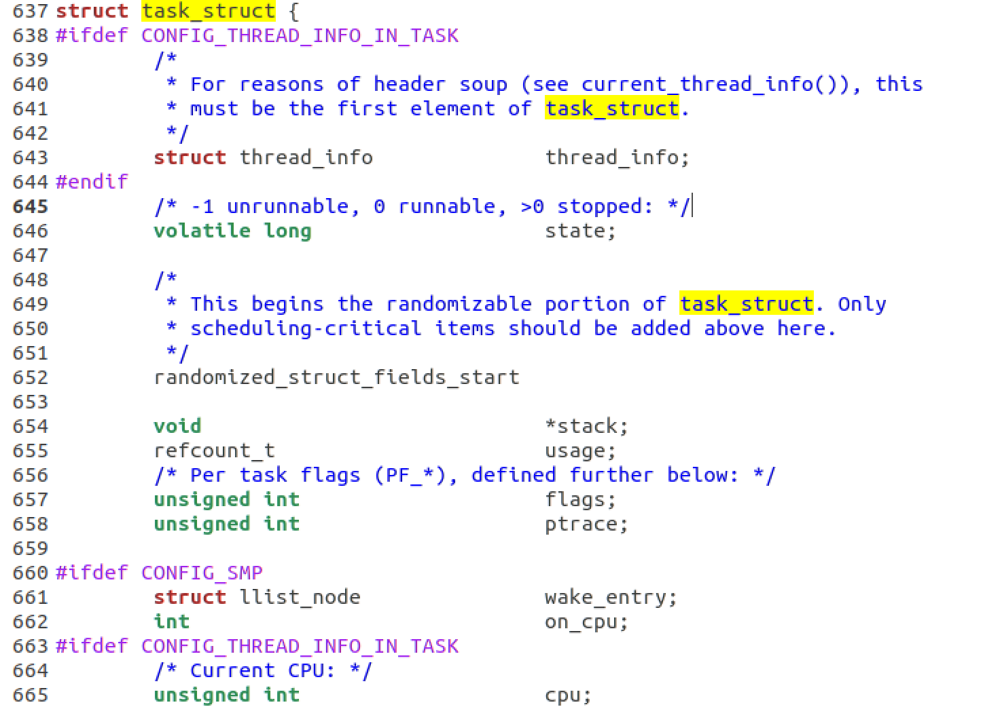 637 struct task_struct {
638 #ifdef CONFIG_THREAD_INFO_IN_TASK
639         /*
640          * For reasons of header soup (see current_thread_info()), this
641          * must be the first element of task_struct.
642          */
643         struct thread_info              thread_info;
644 #endif
645         /* -1 unrunnable, 0 runnable, >0 stopped: */
646         volatile long                   state;
647
648         /*
649          * This begins the randomizable portion of task_struct. Only
650          * scheduling-critical items should be added above here.
651          */
652         randomized_struct_fields_start
653
654         void                            *stack;
655         refcount_t                      usage;
656         /* Per task flags (PF_*), defined further below: */
657         unsigned int                    flags;
658         unsigned int                    ptrace;
659
660 #ifdef CONFIG_SMP
661         struct llist_node               wake_entry;
662         int                             on_cpu;
663 #ifdef CONFIG_THREAD_INFO_IN_TASK
664         /* Current CPU: */
665         unsigned int                    cpu;